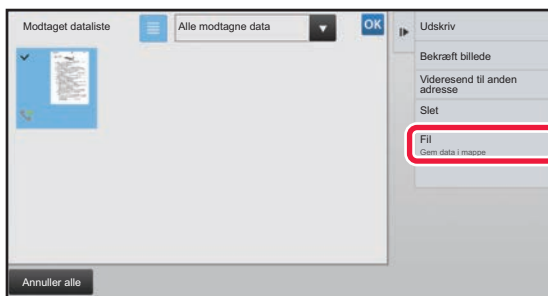 Modtaget dataliste
Alle modtagne data
OK
Udskriv
Bekræft billede
Videresend til anden
adresse
Slet
Fil
Gem data i mappe
Annuller alle